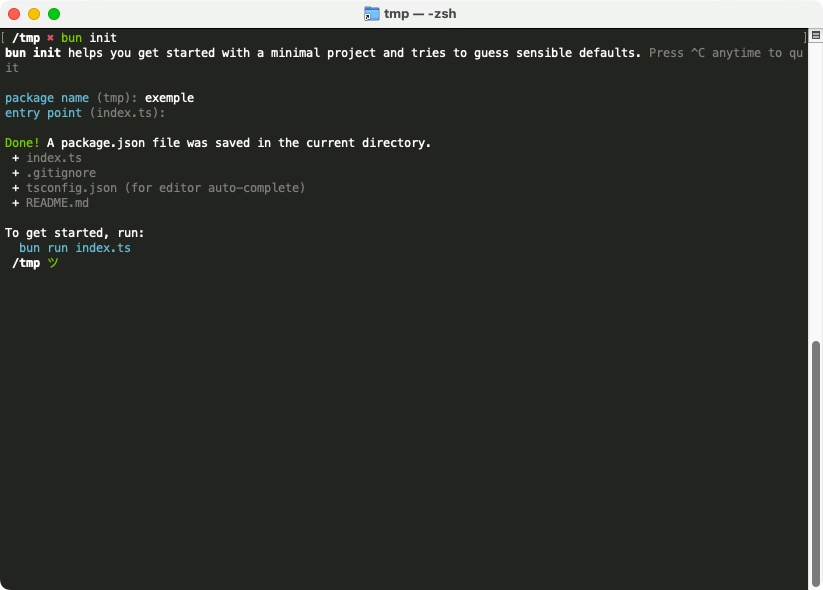 tmp — -zsh
[ /tmp ✖ bun init ]
bun init helps you get started with a minimal project and tries to guess sensible defaults. Press ^C anytime to qu
it
package name (tmp): exemple
entry point (index.ts):
Done! A package.json file was saved in the current directory.
+ index.ts
+ .gitignore
+ tsconfig.json (for editor auto-complete)
+ README.md
To get started, run:
bun run index.ts
/tmp ツ